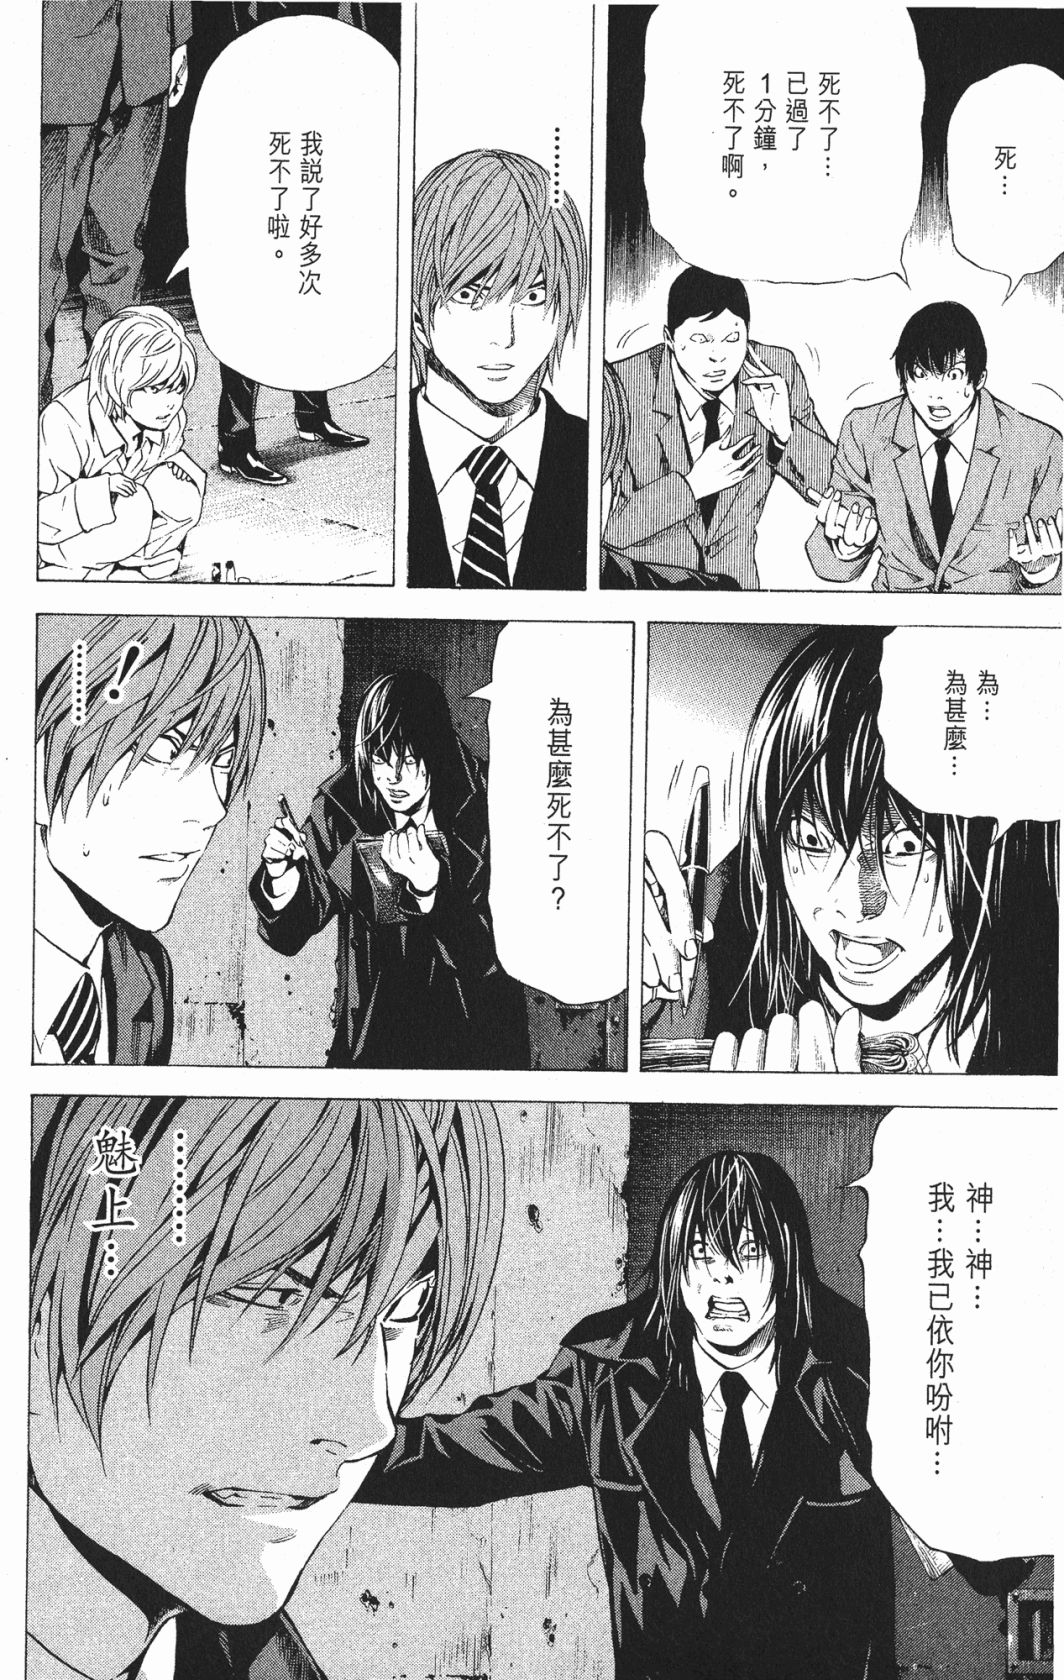 死…
死不了…
已過了
1分鐘，
死不了啊。
………
我說了好多次
死不了啦。
為…
為甚麼…
為甚麼死不了？
！
………
神…神…
我…我已依你吩咐…
………
魅上…